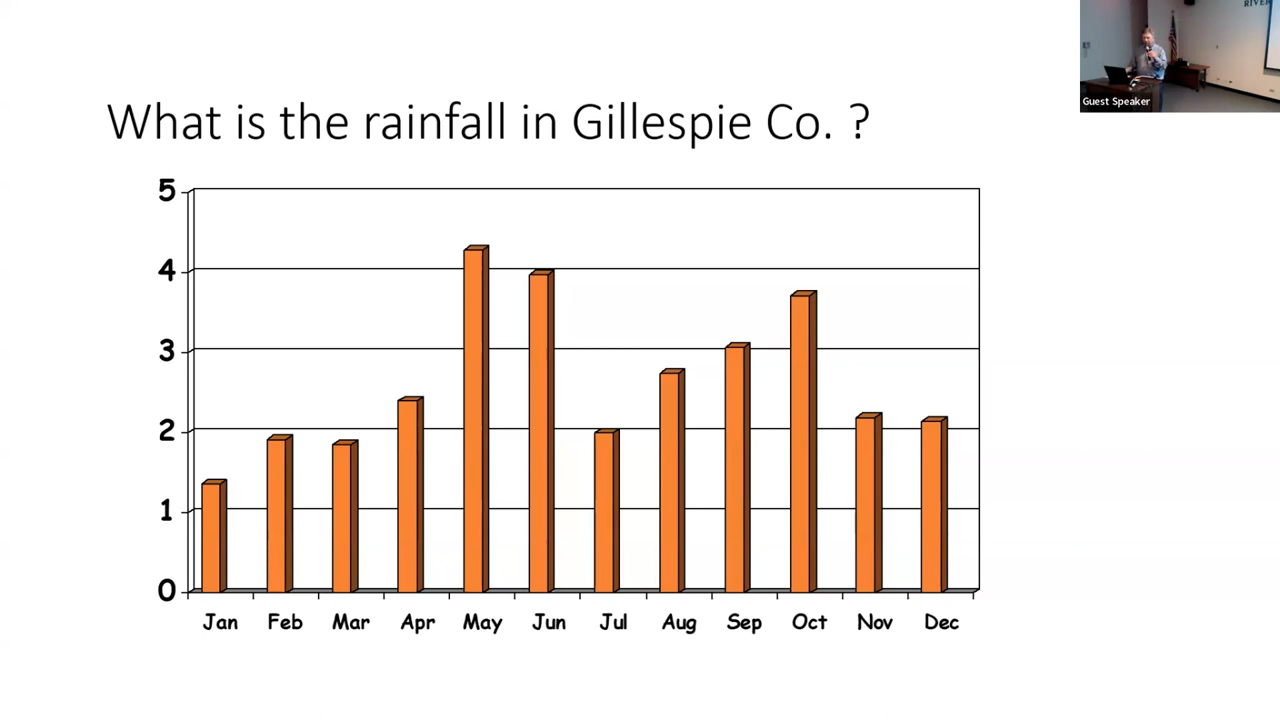 RIVER
Guest Speaker
What is the rainfall in Gillespie Co. ?
5
4
3
2
1
0
Jan Feb Mar Apr May Jun Jul Aug Sep Oct Nov Dec